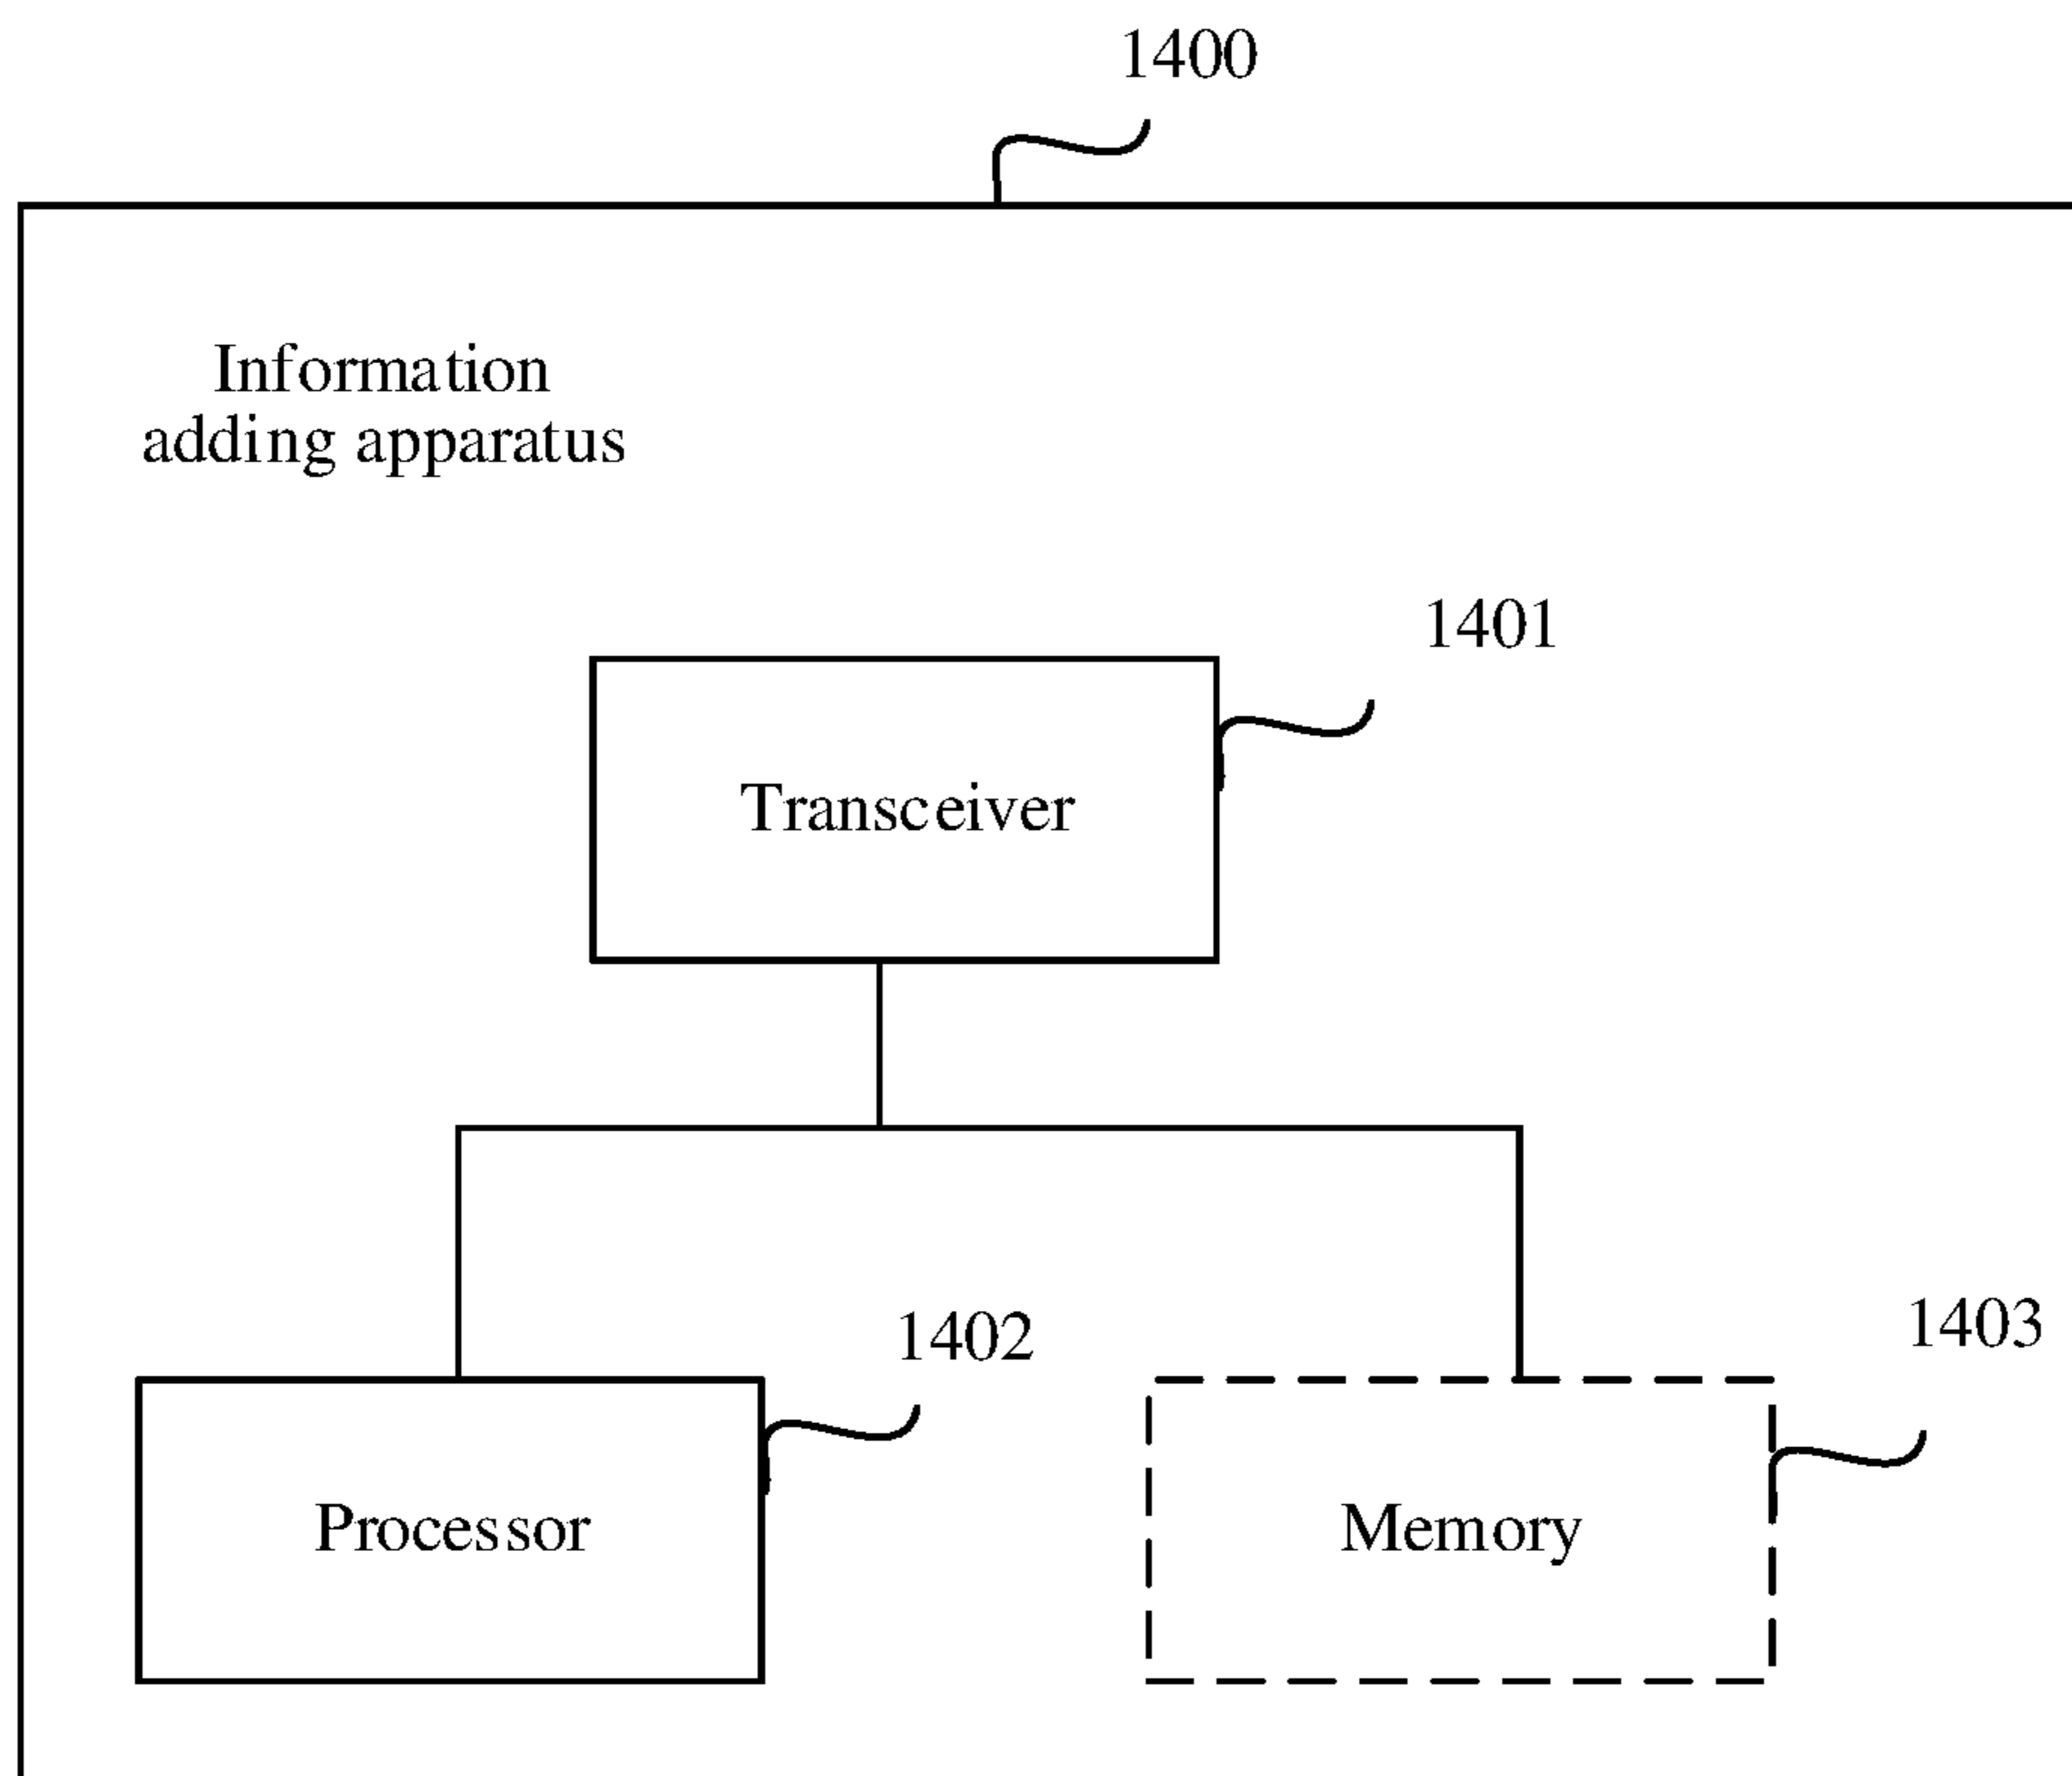 1400
Information
adding apparatus
1401
Transceiver
1402
1403
Processor
Memory